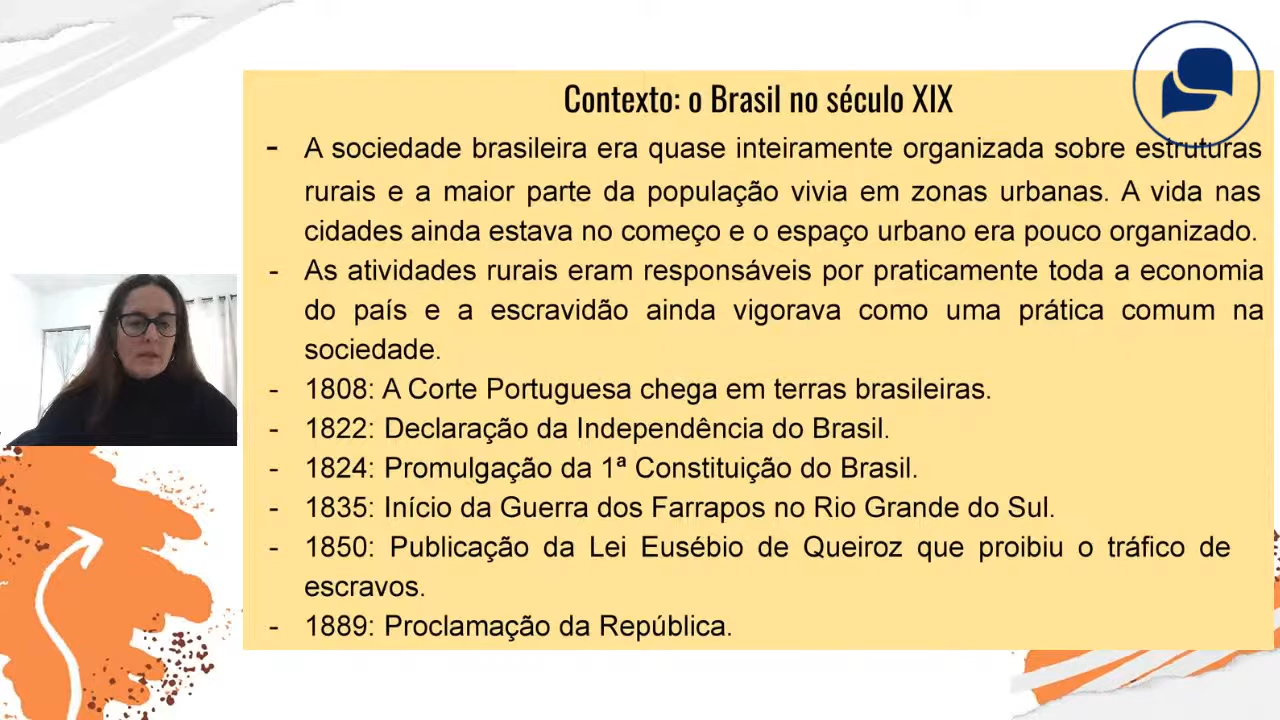 Contexto: o Brasil no século XIX
- A sociedade brasileira era quase inteiramente organizada sobre estruturas
rurais e a maior parte da população vivia em zonas urbanas. A vida nas
cidades ainda estava no começo e o espaço urbano era pouco organizado.
- As atividades rurais eram responsáveis por praticamente toda a economia
do país e a escravidão ainda vigorava como uma prática comum na
sociedade.
- 1808: A Corte Portuguesa chega em terras brasileiras.
- 1822: Declaração da Independência do Brasil.
- 1824: Promulgação da 1ª Constituição do Brasil.
- 1835: Início da Guerra dos Farrapos no Rio Grande do Sul.
- 1850: Publicação da Lei Eusébio de Queiroz que proibiu o tráfico de
escravos.
- 1889: Proclamação da República.